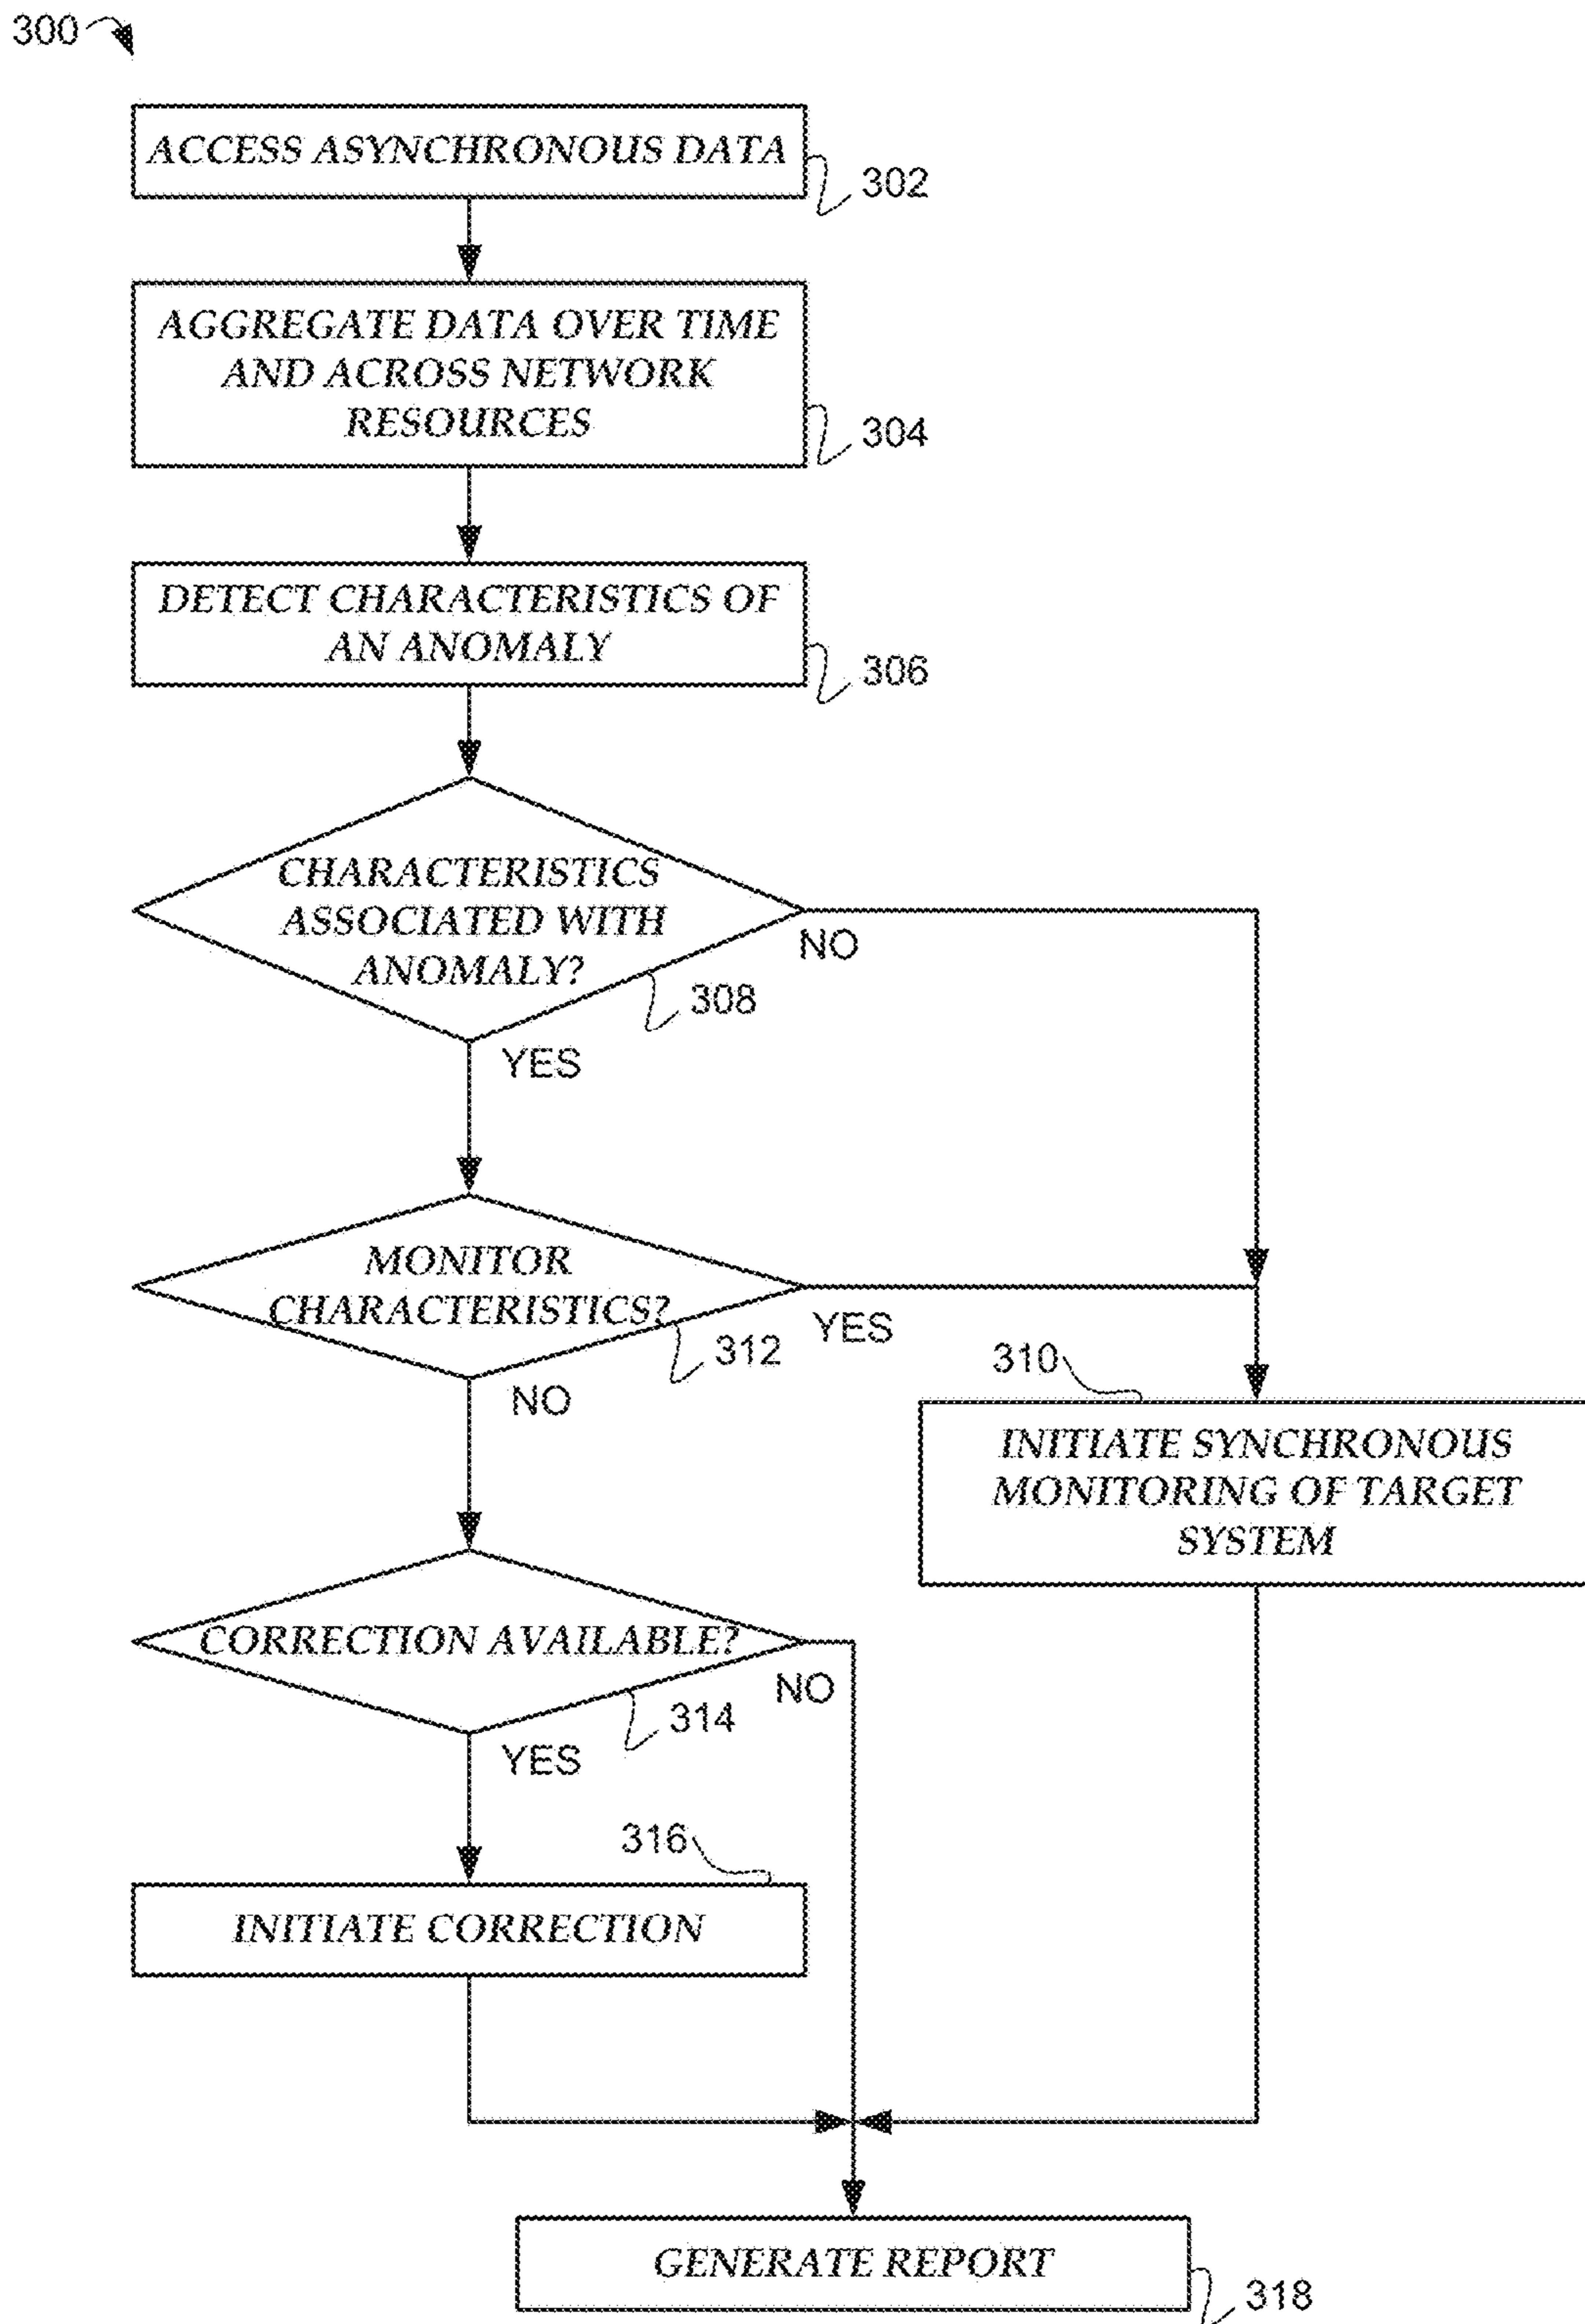 300
ACCESS ASYNCHRONOUS DATA
302
AGGREGATE DATA OVER TIME
AND ACROSS NETWORK
RESOURCES
304
DETECT CHARACTERISTICS OF
AN ANOMALY
306
CHARACTERISTICS
ASSOCIATED WITH
ANOMALY?
NO
308
YES
MONITOR
CHARACTERISTICS?
YES
312
NO
310
INITIATE SYNCHRONOUS
MONITORING OF TARGET
SYSTEM
CORRECTION AVAILABLE?
NO
314
YES
316
INITIATE CORRECTION
GENERATE REPORT
318